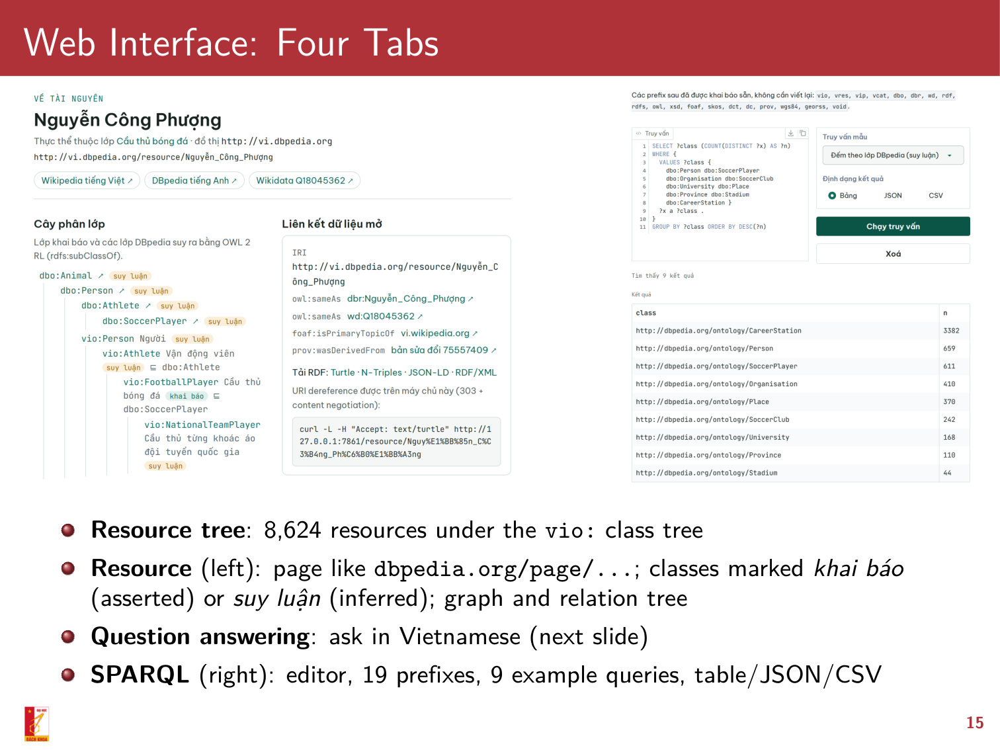 Web Interface: Four Tabs
VỀ TÀI NGUYÊN
Nguyễn Công Phượng
Thực thể thuộc lớp Cầu thủ bóng đá · đồ thị http://vi.dbpedia.org
http://vi.dbpedia.org/resource/Nguyễn_Công_Phượng
Wikipedia tiếng Việt ↗ DBpedia tiếng Anh ↗ Wikidata Q18045362 ↗
Cây phân lớp
Lớp khai báo và các lớp DBpedia suy ra bằng OWL 2
RL (rdfs:subClassOf).
dbo:Animal ↗ suy luận
dbo:Person ↗ suy luận
dbo:Athlete ↗ suy luận
dbo:SoccerPlayer ↗ suy luận
vio:Person Người suy luận
vio:Athlete Vận động viên
suy luận ⊑ dbo:Athlete
vio:FootballPlayer Cầu thủ
bóng đá khai báo ⊑
dbo:SoccerPlayer
vio:NationalTeamPlayer
Cầu thủ từng khoác áo
đội tuyển quốc gia
suy luận
Liên kết dữ liệu mở
IRI
http://vi.dbpedia.org/resource/Nguyễn_C
ông_Phượng
owl:sameAs dbr:Nguyễn_Công_Phượng ↗
owl:sameAs wd:Q18045362 ↗
foaf:isPrimaryTopicOf vi.wikipedia.org ↗
prov:wasDerivedFrom bản sửa đổi 75557409 ↗
Tải RDF: Turtle · N-Triples · JSON-LD · RDF/XML
URI dereference được trên máy chủ này (303 +
content negotiation):
curl -L -H "Accept: text/turtle" http://1
27.0.0.1:7861/resource/Nguy%E1%BB%85n_C%C
3%B4ng_Ph%C6%B0%E1%BB%A3ng
Các prefix sau đã được khai báo sẵn, không cần viết lại: vio, vres, vip, vcat, dbo, dbr, wd, rdf,
rdfs, owl, xsd, foaf, skos, dct, dc, prov, wgs84, georss, void.
Truy vấn
1 SELECT ?class (COUNT(DISTINCT ?x) AS ?n)
2 WHERE {
3 VALUES ?class {
4 dbo:Person dbo:SoccerPlayer
5 dbo:Organisation dbo:SoccerClub
6 dbo:University dbo:Place
7 dbo:Province dbo:Stadium
8 dbo:CareerStation }
9 ?x a ?class .
10 }
11 GROUP BY ?class ORDER BY DESC(?n)
Truy vấn mẫu
Đếm theo lớp DBpedia (suy luận)
Định dạng kết quả
Bảng JSON CSV
Chạy truy vấn
Xoá
Tìm thấy 9 kết quả
Kết quả
class n
http://dbpedia.org/ontology/CareerStation 3382
http://dbpedia.org/ontology/Person 659
http://dbpedia.org/ontology/SoccerPlayer 611
http://dbpedia.org/ontology/Organisation 410
http://dbpedia.org/ontology/Place 370
http://dbpedia.org/ontology/SoccerClub 242
http://dbpedia.org/ontology/University 168
http://dbpedia.org/ontology/Province 110
http://dbpedia.org/ontology/Stadium 44
Resource tree: 8,624 resources under the vio: class tree
Resource (left): page like dbpedia.org/page/...; classes marked khai báo
(asserted) or suy luận (inferred); graph and relation tree
Question answering: ask in Vietnamese (next slide)
SPARQL (right): editor, 19 prefixes, 9 example queries, table/JSON/CSV
ĐẠI HỌC
BÁCH KHOA
15